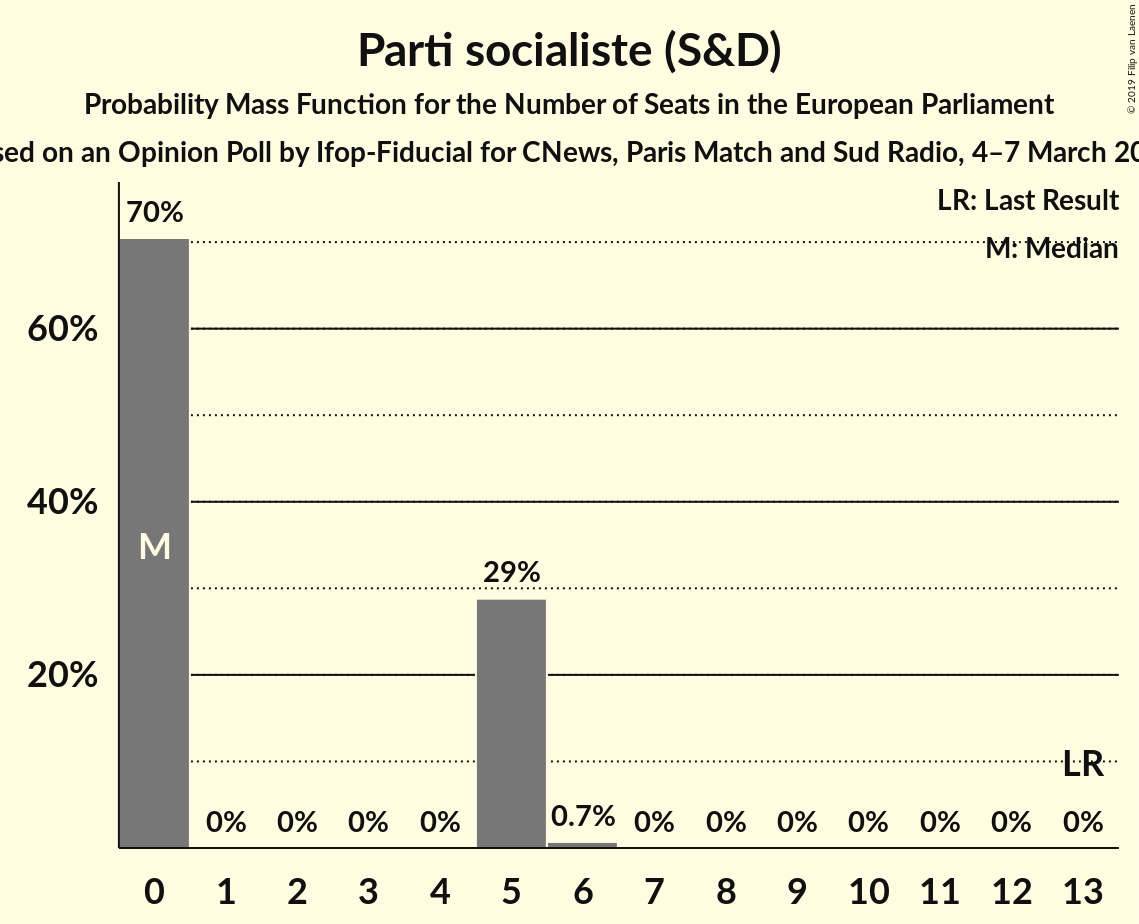 Parti socialiste (S&D)
Probability Mass Function for the Number of Seats in the European Parliament
on an Opinion Poll by Ifop-Fiducial for CNews, Paris Match and Sud Radio, 4–7 March
© 2019 Filip van Laenen
LR: Last Result
M: Median
70%
60%
40%
20%
M
29%
LR
0% 0% 0% 0% 0.7% 0% 0% 0% 0% 0% 0% 0%
0 1 2 3 4 5 6 7 8 9 10 11 12 13